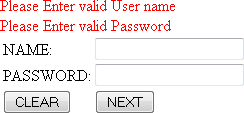 Please Enter valid User name
Please Enter valid Password
NAME:
PASSWORD:
CLEAR NEXT